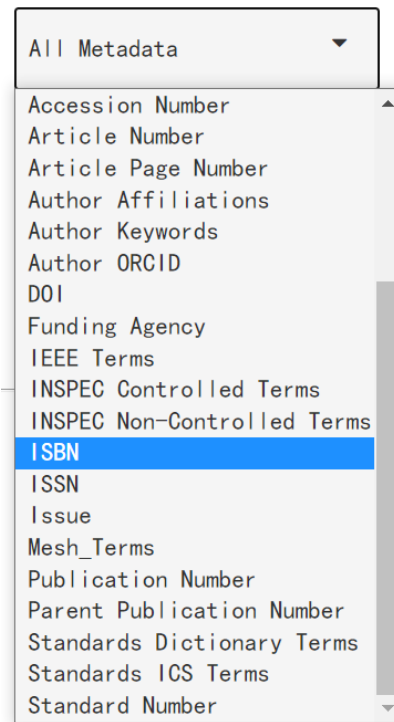 All Metadata
Accession Number
Article Number
Article Page Number
Author Affiliations
Author Keywords
Author ORCID
DOI
Funding Agency
IEEE Terms
INSPEC Controlled Terms
INSPEC Non-Controlled Terms
ISBN
ISSN
Issue
Mesh_Terms
Publication Number
Parent Publication Number
Standards Dictionary Terms
Standards ICS Terms
Standard Number